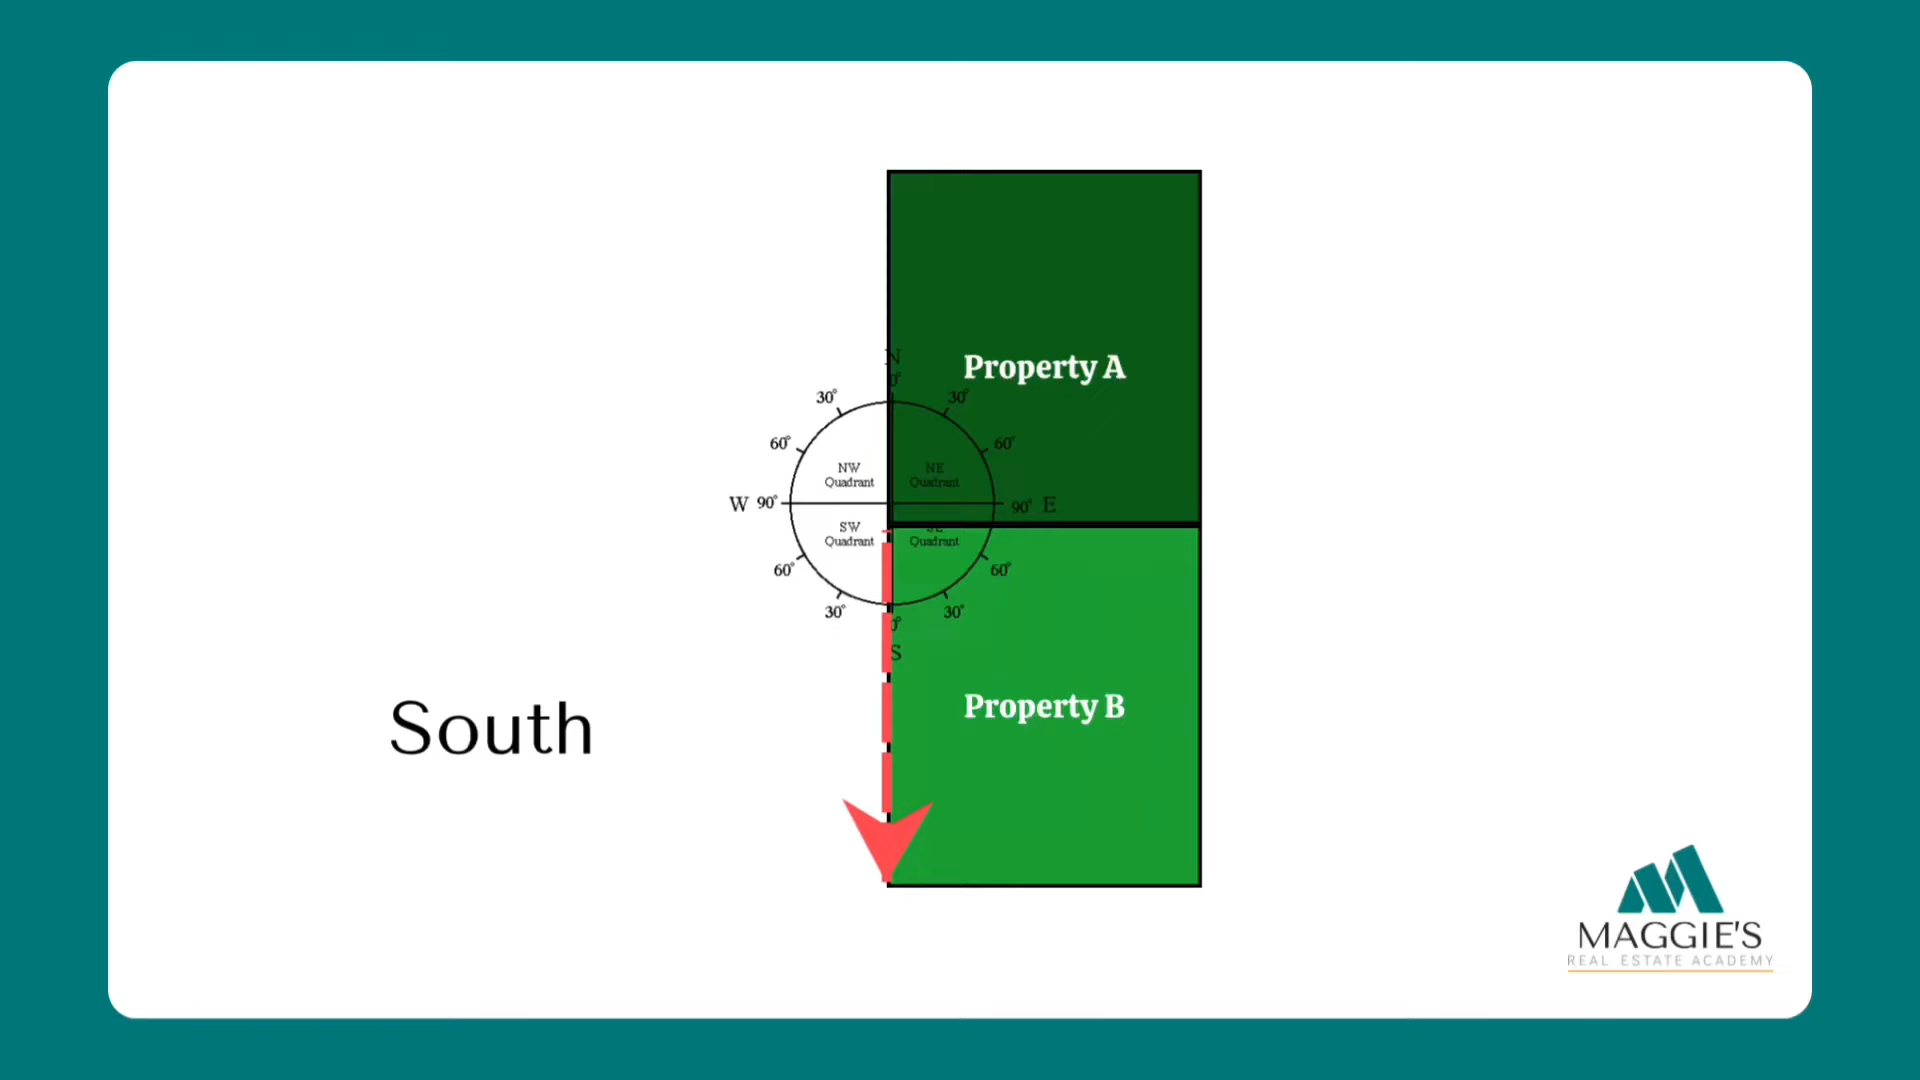 Property A
N
0°
30°
30°
60°
60°
NW
Quadrant
NE
Quadrant
W 90°
90° E
SW
Quadrant
SE
Quadrant
60°
60°
30°
30°
0°
S
South
Property B
MAGGIE'S
REAL ESTATE ACADEMY